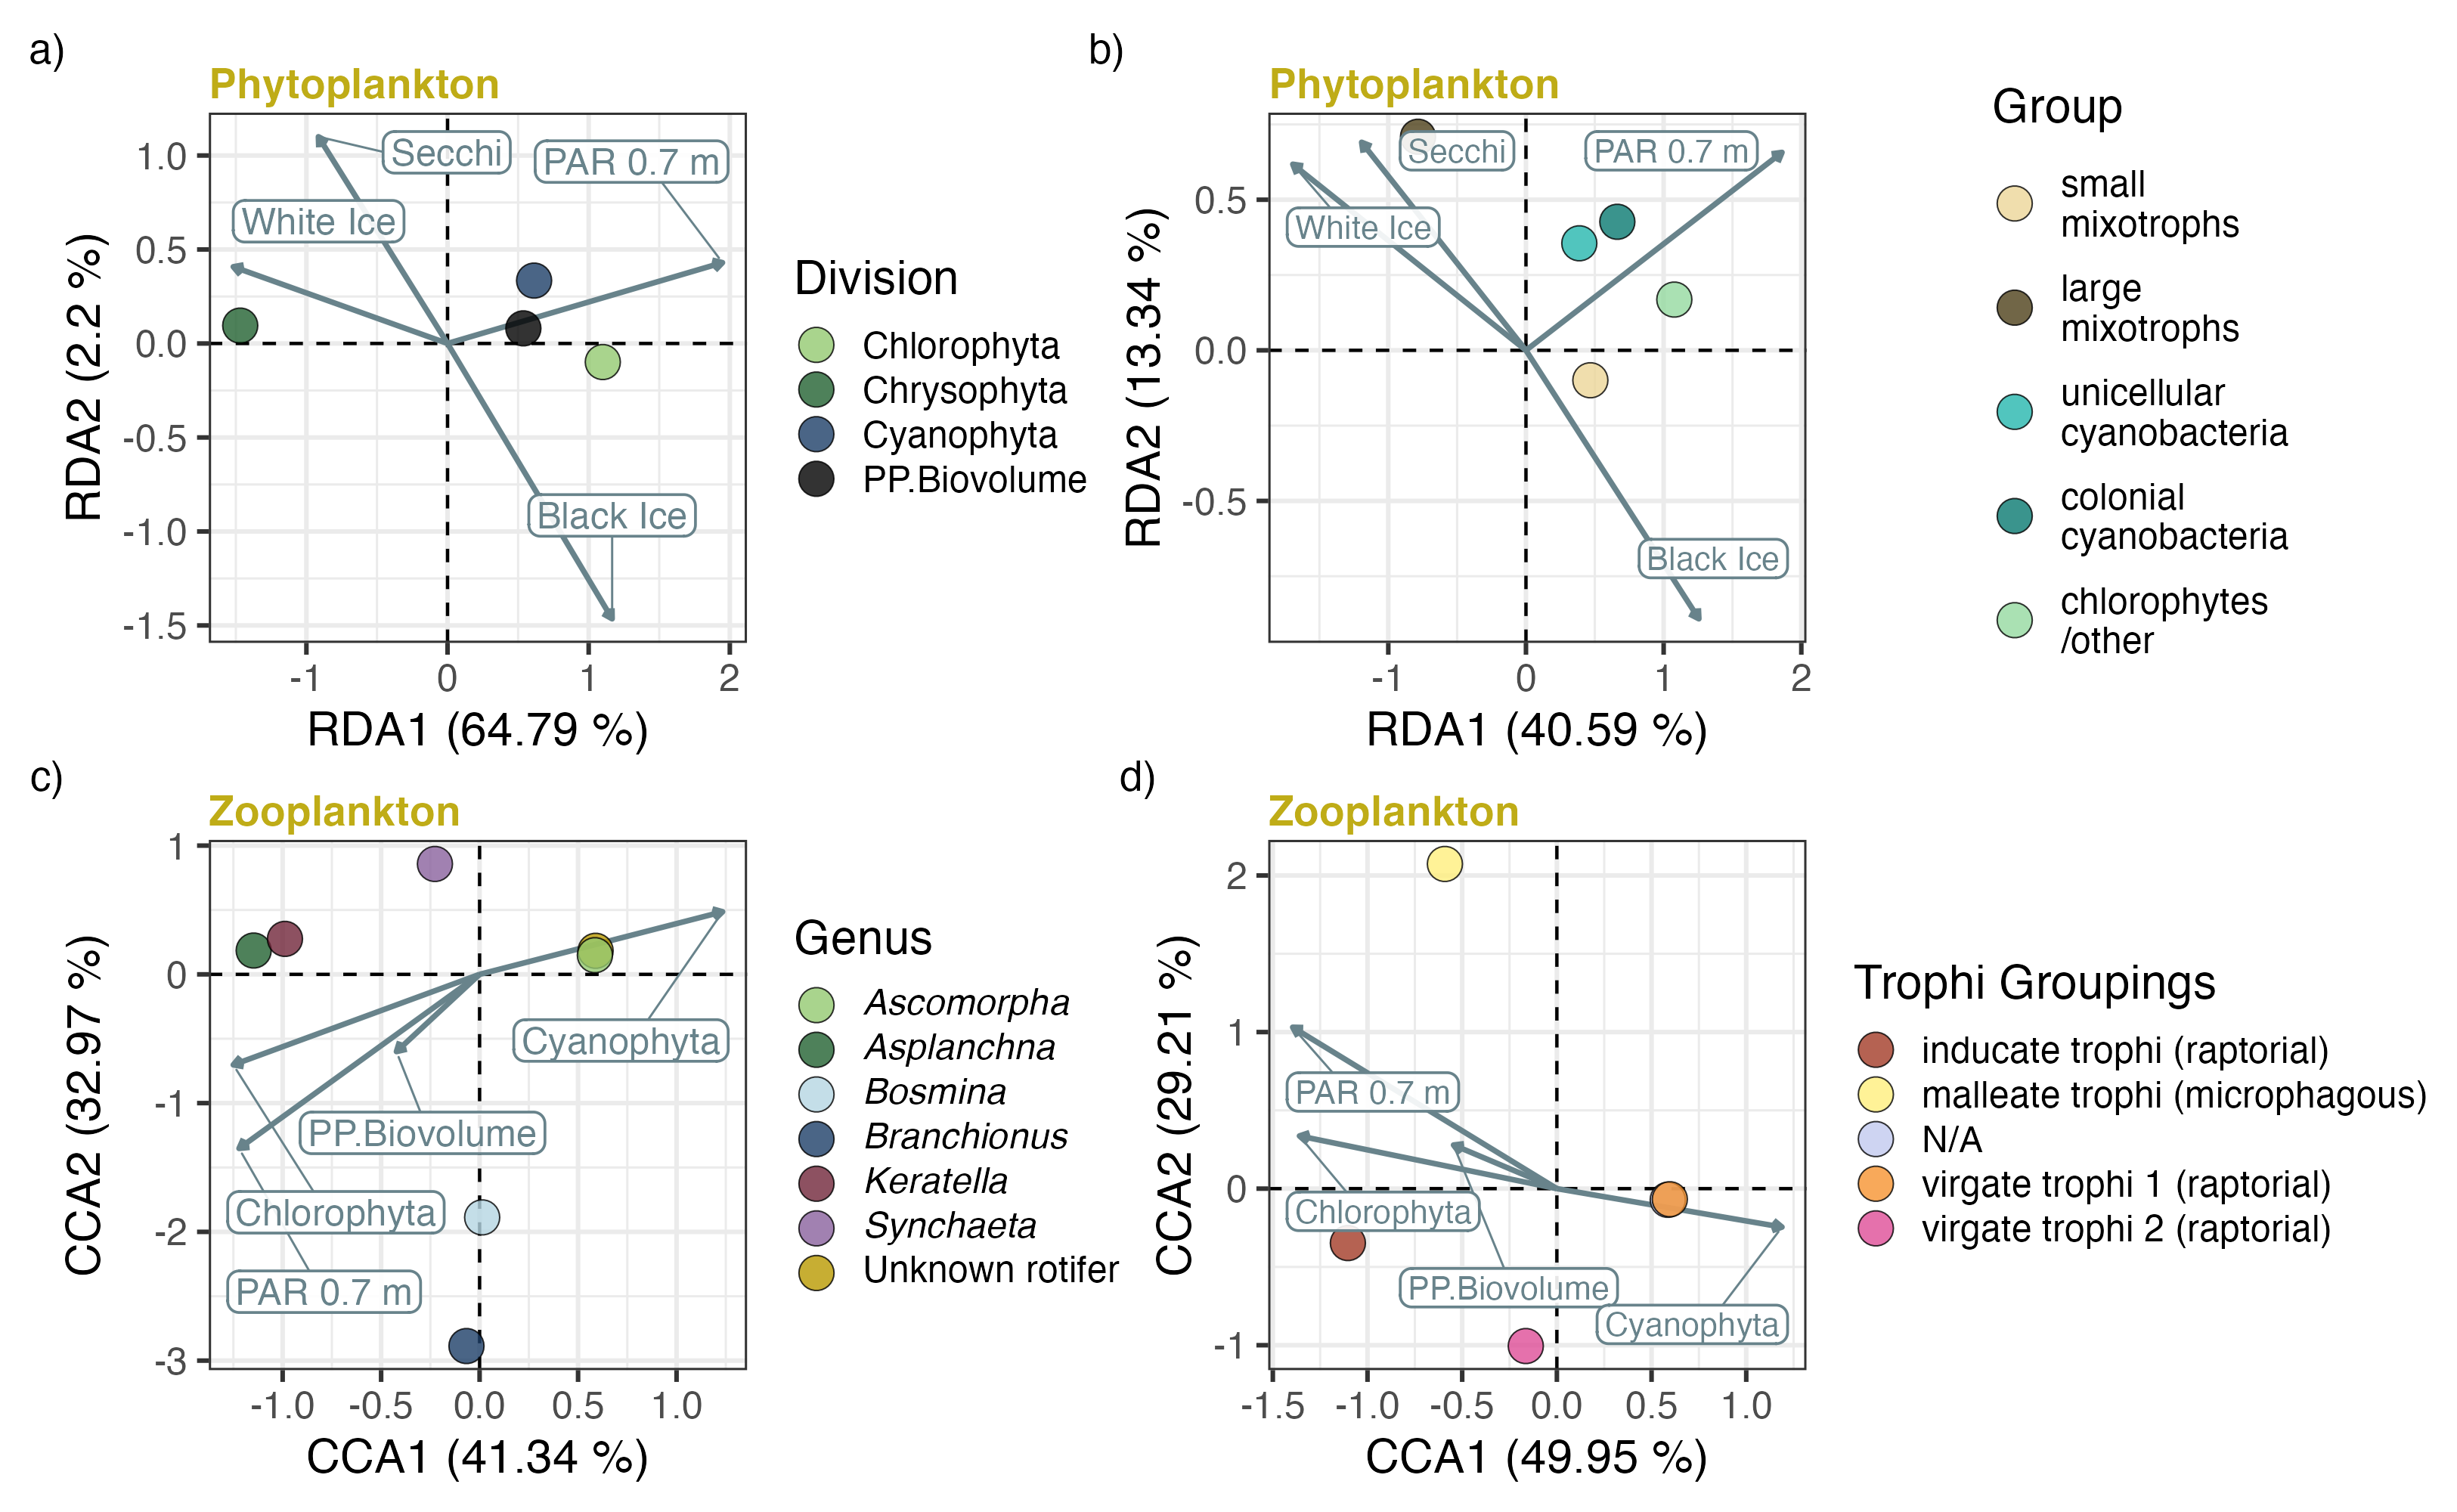 a)
Phytoplankton
Secchi
PAR 0.7 m
White Ice
Black Ice
1.0
0.5
0.0
-0.5
-1.0
-1.5
-1
0
1
2
RDA2 (2.2 %)
RDA1 (64.79 %)
Division
Chlorophyta
Chrysophyta
Cyanophyta
PP.Biovolume
b)
Phytoplankton
Secchi
PAR 0.7 m
White Ice
Black Ice
0.5
0.0
-0.5
-1
0
1
2
RDA2 (13.34 %)
RDA1 (40.59 %)
Group
small
mixotrophs
large
mixotrophs
unicellular
cyanobacteria
colonial
cyanobacteria
chlorophytes
/other
c)
Zooplankton
Cyanophyta
PP.Biovolume
Chlorophyta
PAR 0.7 m
1
0
-1
-2
-3
-1.0
-0.5
0.0
0.5
1.0
CCA2 (32.97 %)
CCA1 (41.34 %)
Genus
Ascomorpha
Asplanchna
Bosmina
Branchionus
Keratella
Synchaeta
Unknown rotifer
d)
Zooplankton
PAR 0.7 m
Chlorophyta
PP.Biovolume
Cyanophyta
2
1
0
-1
-1.5
-1.0
-0.5
0.0
0.5
1.0
CCA2 (29.21 %)
CCA1 (49.95 %)
Trophi Groupings
inducate trophi (raptorial)
malleate trophi (microphagous)
N/A
virgate trophi 1 (raptorial)
virgate trophi 2 (raptorial)